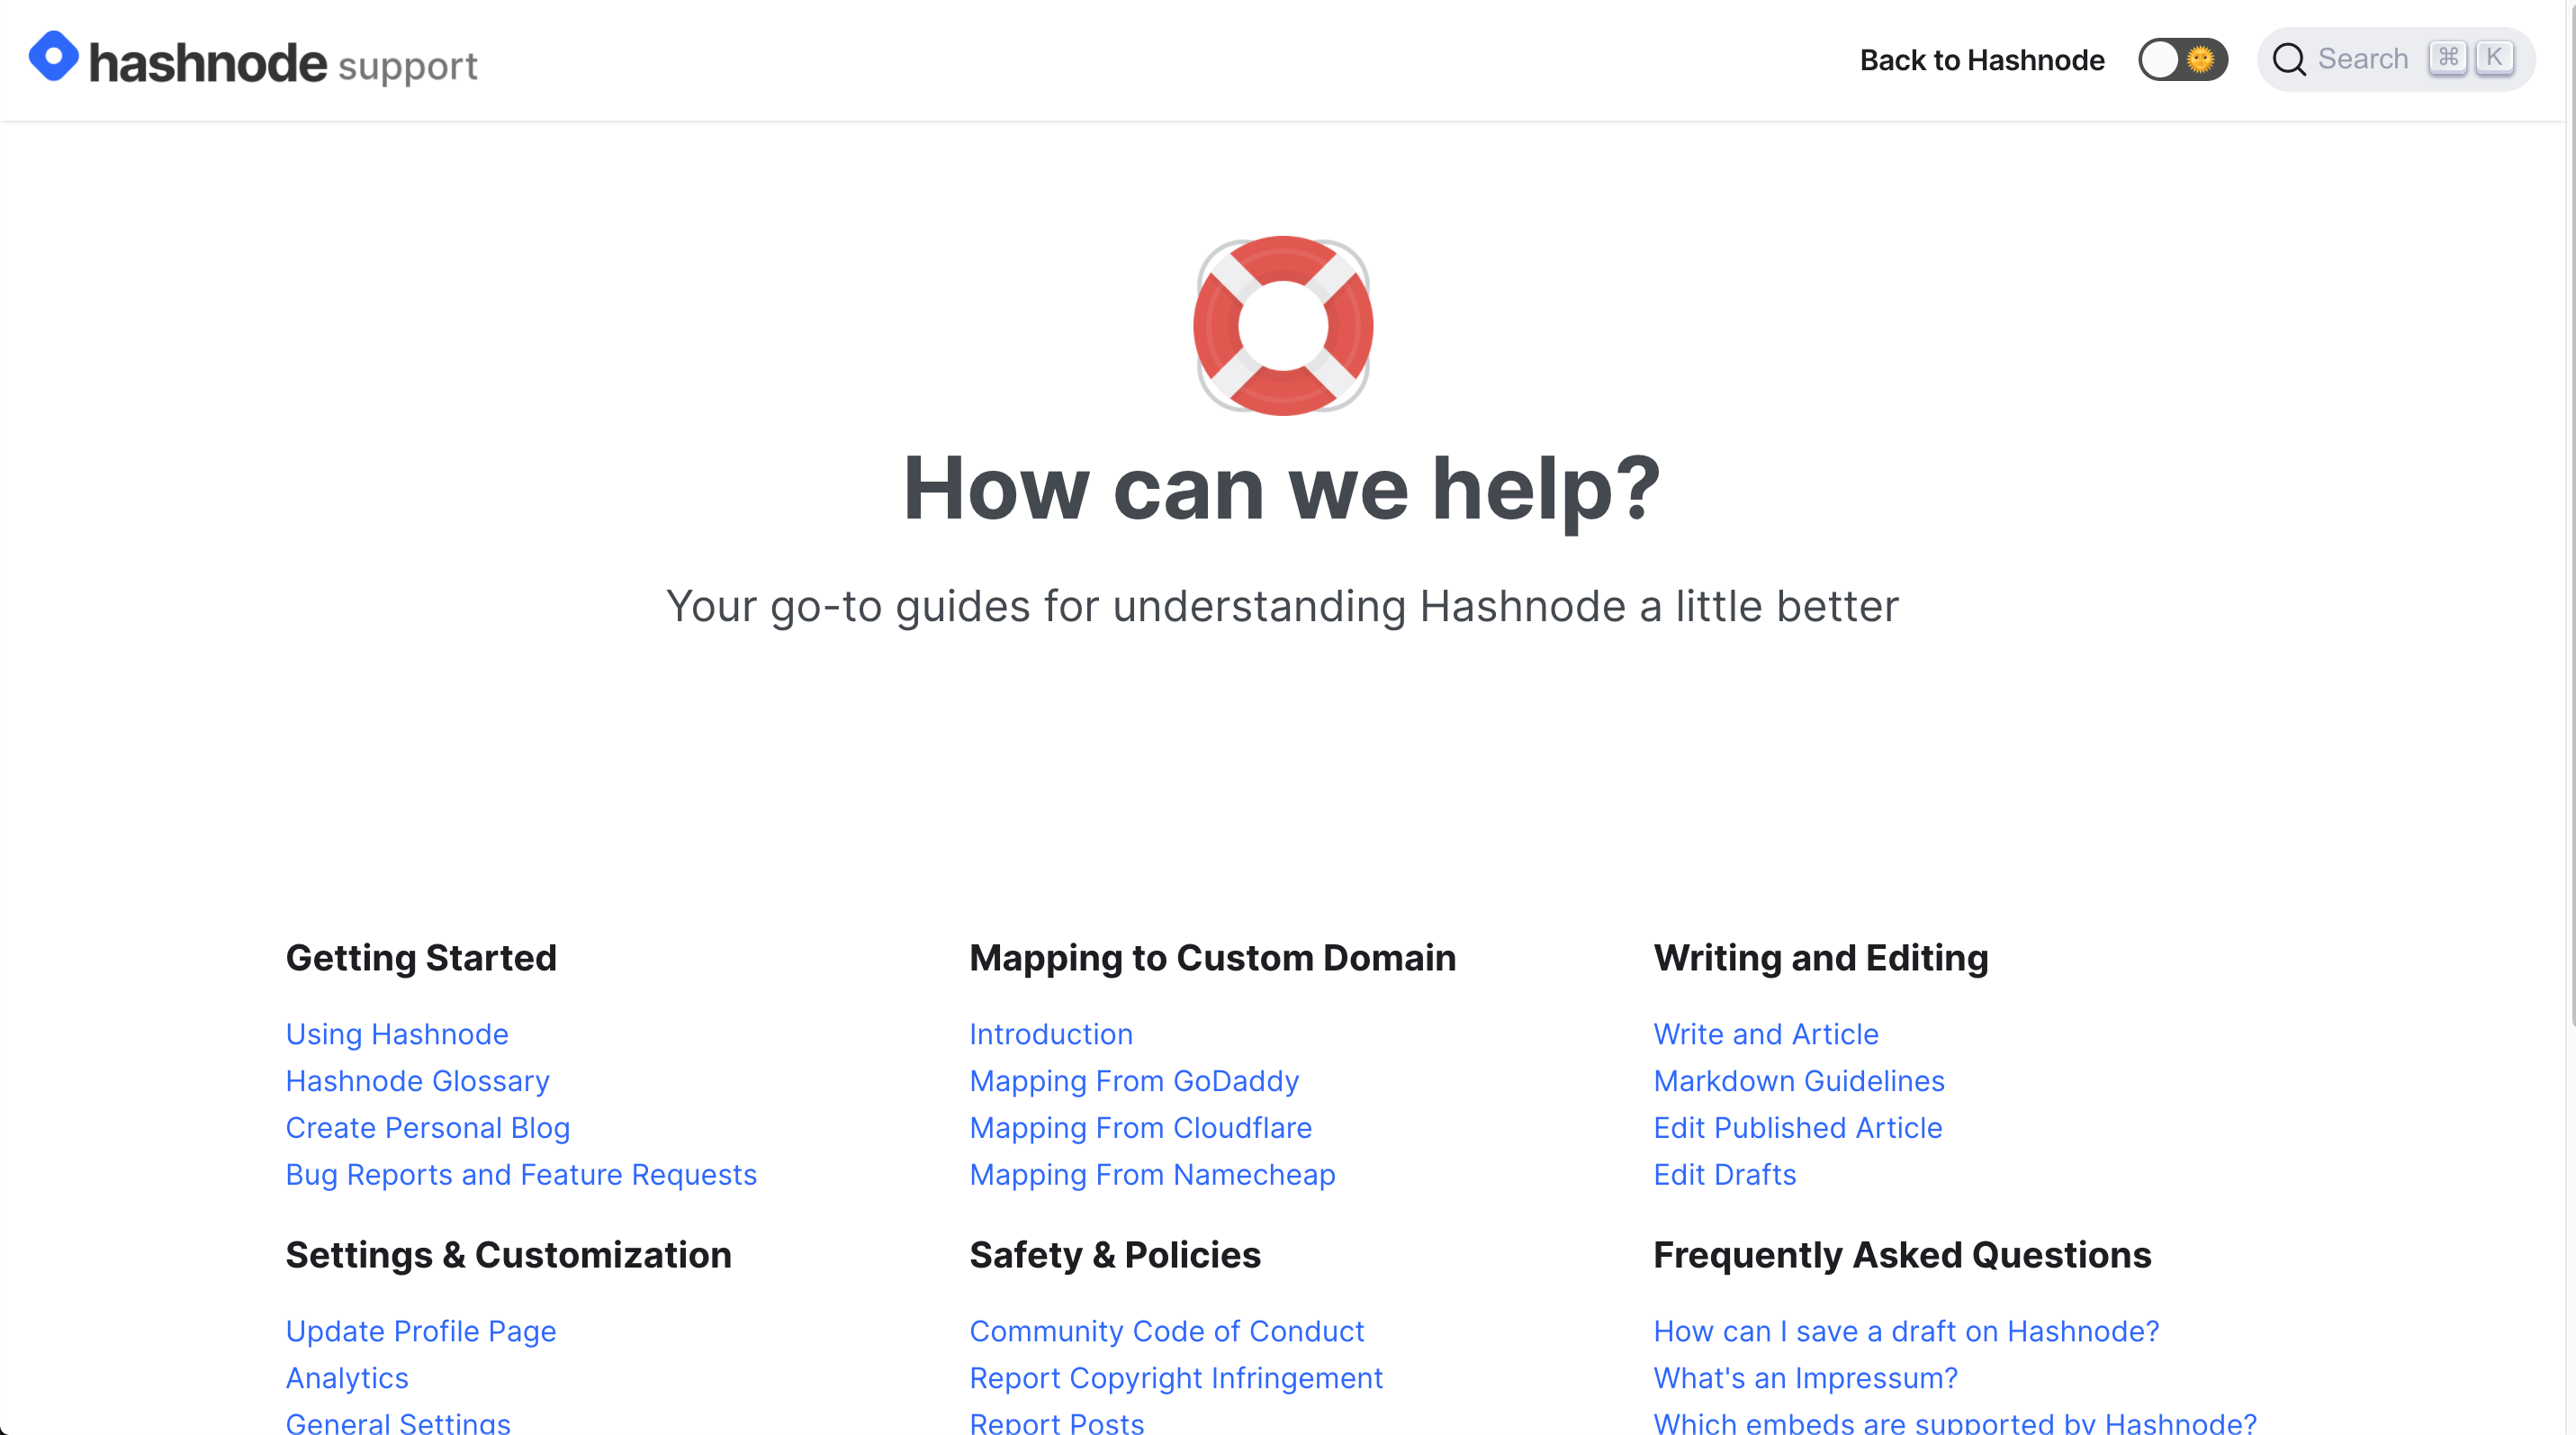 hashnode support
Back to Hashnode
Search ⌘ K
How can we help?
Your go-to guides for understanding Hashnode a little better
Getting Started
Using Hashnode
Hashnode Glossary
Create Personal Blog
Bug Reports and Feature Requests
Mapping to Custom Domain
Introduction
Mapping From GoDaddy
Mapping From Cloudflare
Mapping From Namecheap
Writing and Editing
Write and Article
Markdown Guidelines
Edit Published Article
Edit Drafts
Settings & Customization
Update Profile Page
Analytics
General Settings
Safety & Policies
Community Code of Conduct
Report Copyright Infringement
Report Posts
Frequently Asked Questions
How can I save a draft on Hashnode?
What's an Impressum?
Which embeds are supported by Hashnode?